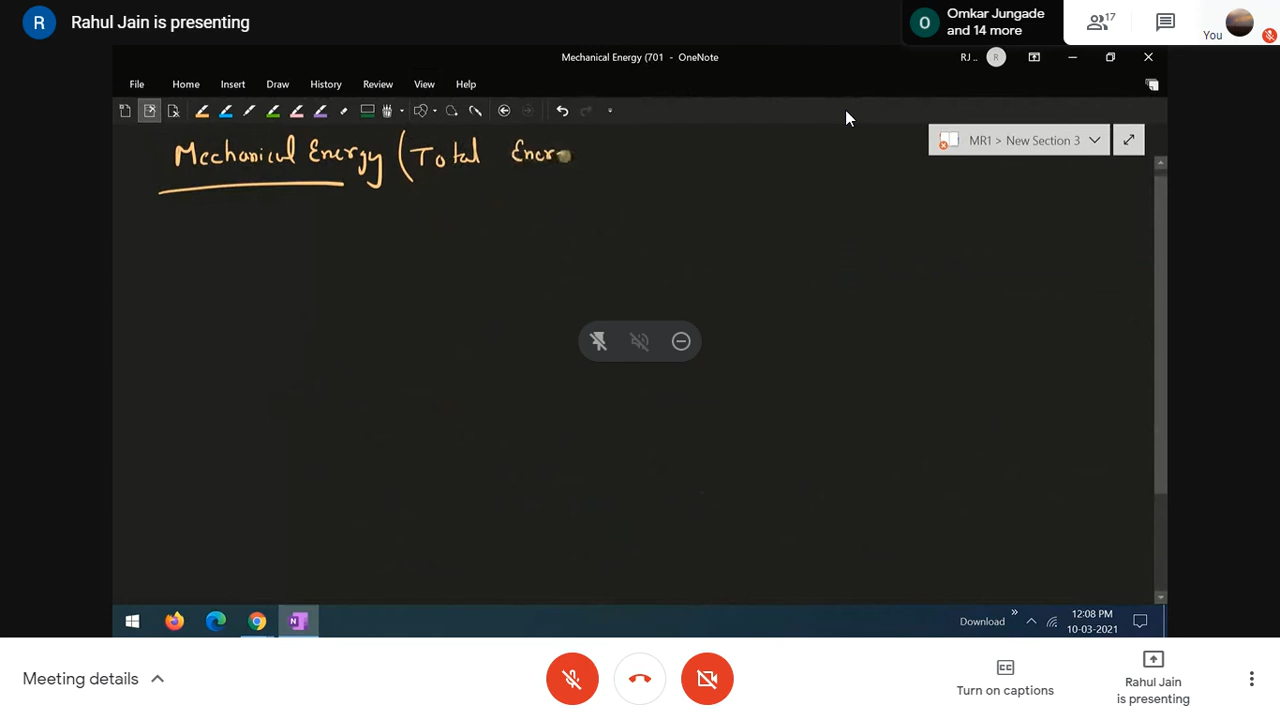 R Rahul Jain is presenting
O Omkar Jungade and 14 more
17
You
Mechanical Energy (701 - OneNote
RJ .. R
File Home Insert Draw History Review View Help
MR1 > New Section 3
Mechanical Energy (Total Ener
Download
12:08 PM
10-03-2021
Meeting details
Turn on captions
Rahul Jain
is presenting